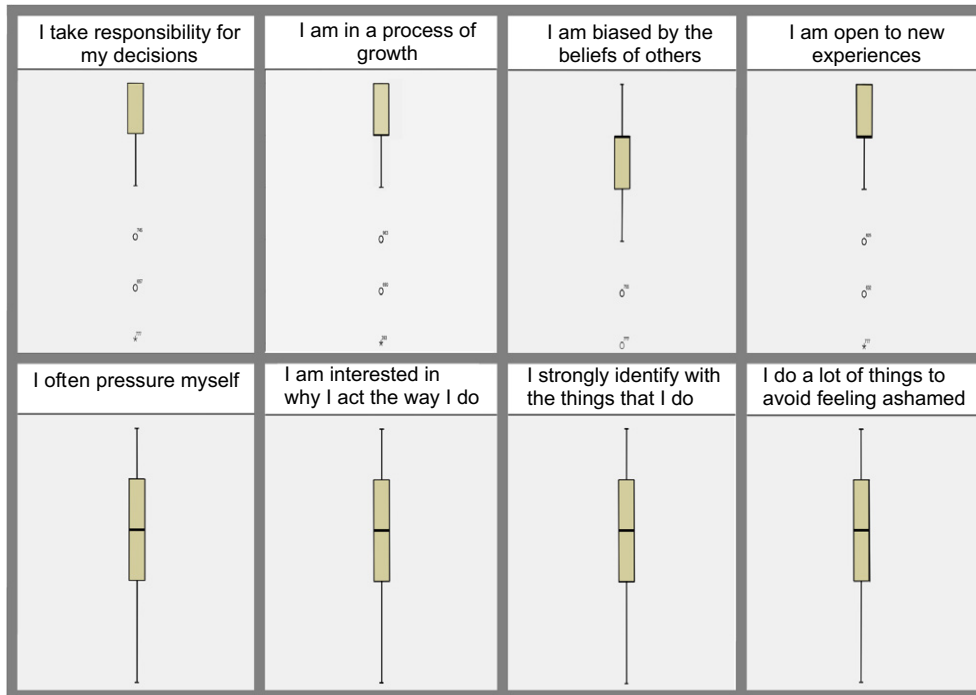 I take responsibility for
my decisions
I am in a process of
growth
I am biased by the
beliefs of others
I am open to new
experiences
I often pressure myself
I am interested in
why I act the way I do
I strongly identify with
the things that I do
I do a lot of things to
avoid feeling ashamed